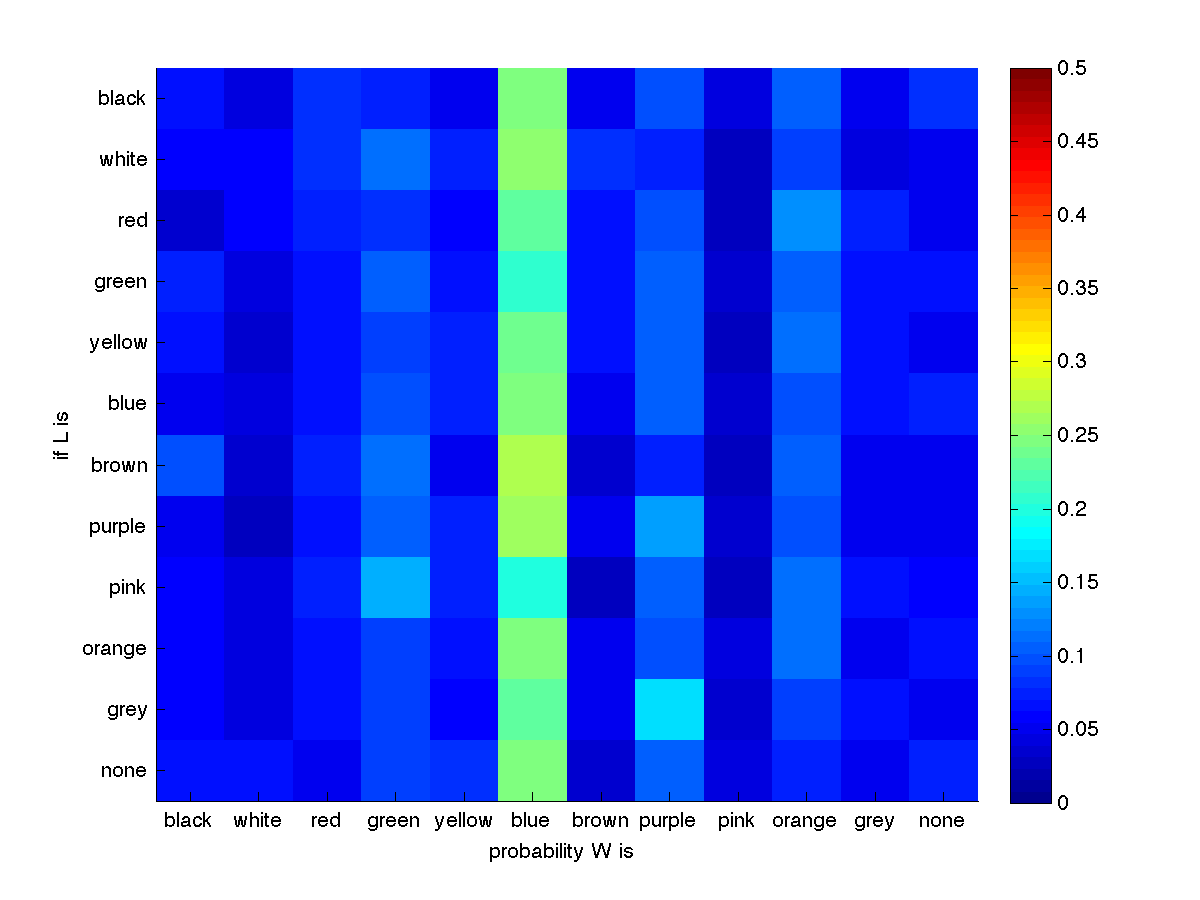 black
white
red
green
yellow
blue
brown
purple
pink
orange
grey
none
if L is
black white red green yellow blue brown purple pink orange grey none
probability W is
0.5
0.45
0.4
0.35
0.3
0.25
0.2
0.15
0.1
0.05
0